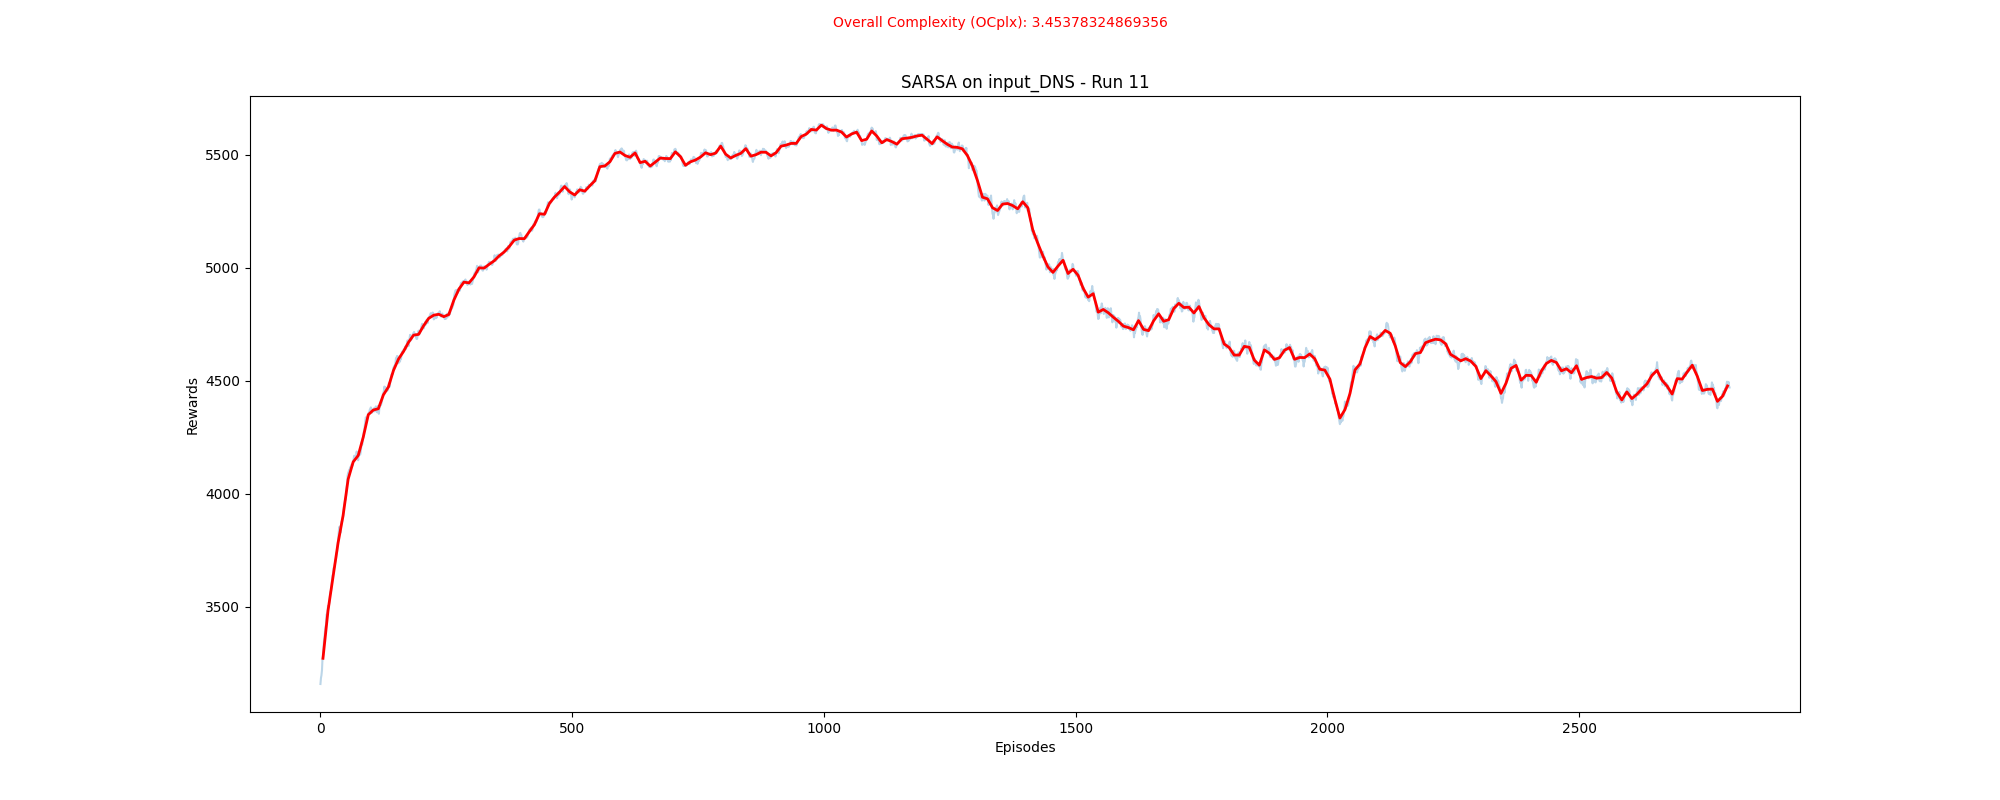 Overall Complexity (OCplx): 3.45378324869356
SARSA on input_DNS - Run 11
Rewards
5500
5000
4500
4000
3500
0 500 1000 1500 2000 2500
Episodes